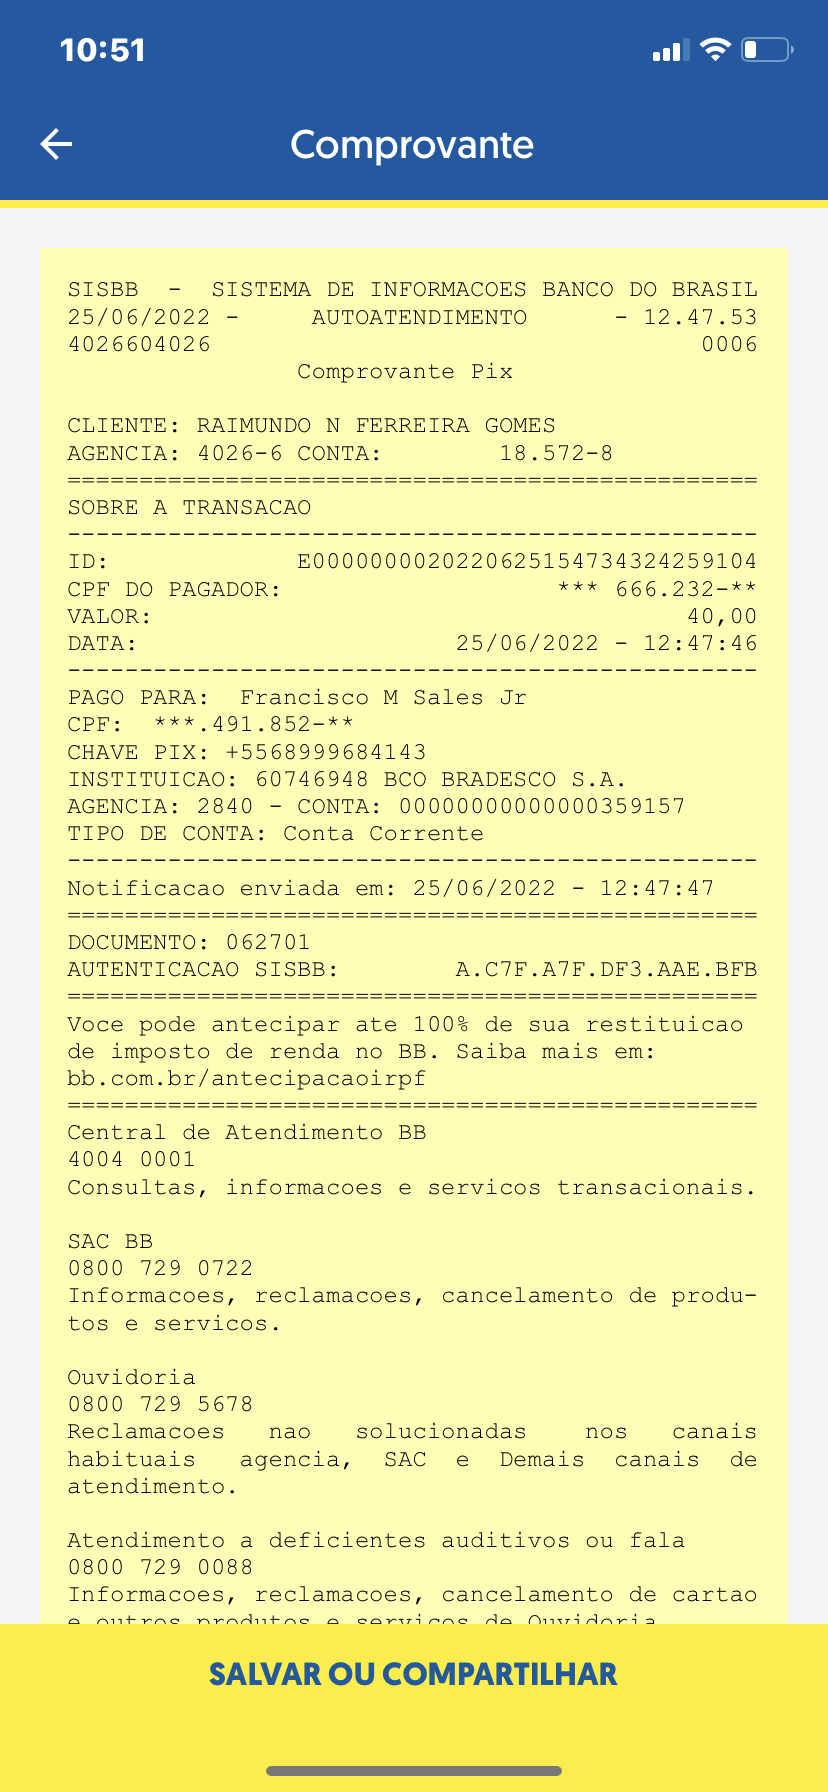 10:51
Comprovante
SISBB - SISTEMA DE INFORMACOES BANCO DO BRASIL
25/06/2022 - AUTOATENDIMENTO - 12.47.53
4026604026 0006
Comprovante Pix
CLIENTE: RAIMUNDO N FERREIRA GOMES
AGENCIA: 4026-6 CONTA: 18.572-8
================================================
SOBRE A TRANSACAO
------------------------------------------------
ID: E0000000020220625154734324259104
CPF DO PAGADOR: *** 666.232-**
VALOR: 40,00
DATA: 25/06/2022 - 12:47:46
------------------------------------------------
PAGO PARA: Francisco M Sales Jr
CPF: ***.491.852-**
CHAVE PIX: +5568999684143
INSTITUICAO: 60746948 BCO BRADESCO S.A.
AGENCIA: 2840 - CONTA: 00000000000000359157
TIPO DE CONTA: Conta Corrente
------------------------------------------------
Notificacao enviada em: 25/06/2022 - 12:47:47
================================================
DOCUMENTO: 062701
AUTENTICACAO SISBB: A.C7F.A7F.DF3.AAE.BFB
================================================
Voce pode antecipar ate 100% de sua restituicao
de imposto de renda no BB. Saiba mais em:
bb.com.br/antecipacaoirpf
================================================
Central de Atendimento BB
4004 0001
Consultas, informacoes e servicos transacionais.
SAC BB
0800 729 0722
Informacoes, reclamacoes, cancelamento de produ-
tos e servicos.
Ouvidoria
0800 729 5678
Reclamacoes nao solucionadas nos canais
habituais agencia, SAC e Demais canais de
atendimento.
Atendimento a deficientes auditivos ou fala
0800 729 0088
Informacoes, reclamacoes, cancelamento de cartao
e outros produtos e servicos de Ouvidoria
SALVAR OU COMPARTILHAR